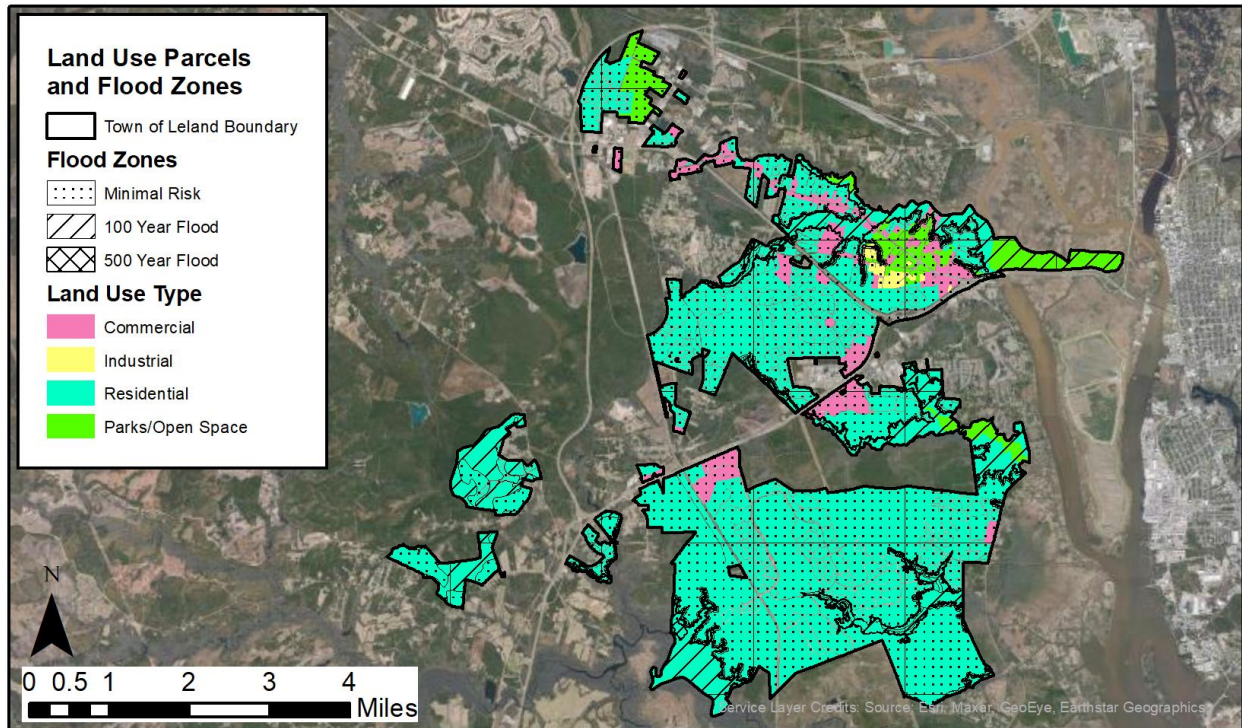 Land Use Parcels
and Flood Zones
Town of Leland Boundary
Flood Zones
Minimal Risk
100 Year Flood
500 Year Flood
Land Use Type
Commercial
Industrial
Residential
Parks/Open Space
N
0 0.5 1 2 3 4
Miles
Service Layer Credits: Source: Esri, Maxar, GeoEye, Earthstar Geographics